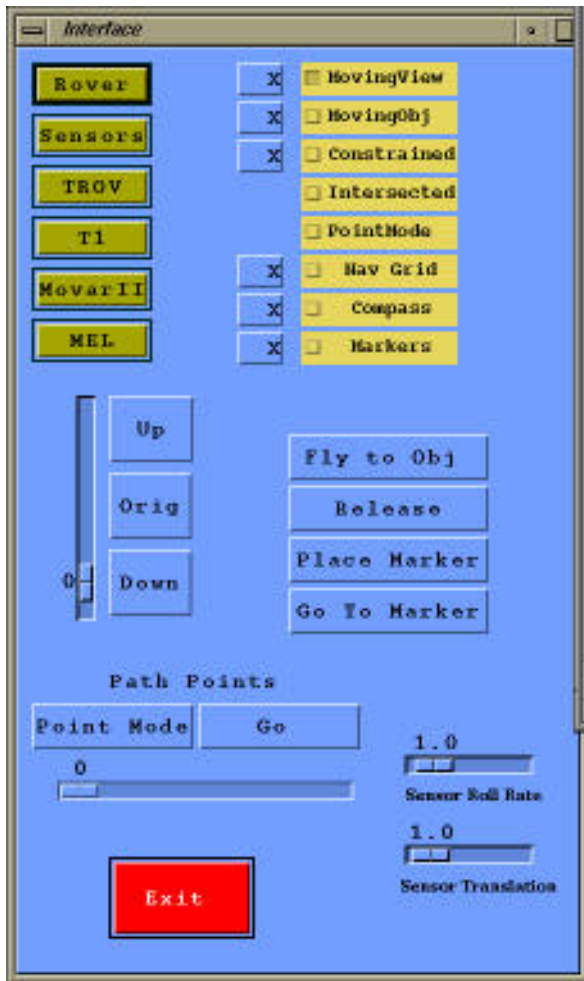 Interface
Rover X MovingView
Sensors X MovingObj
X Constrained
TROV Intersected
T1 PointMode
MovarII X Nav Grid
X Compass
MEL X Markers
Up
Fly to Obj
Orig Release
Place Marker
0 Down
Go To Marker
Path Points
Point Mode Go
1.0
0
Sensor Roll Rate
1.0
Sensor Translation
Exit